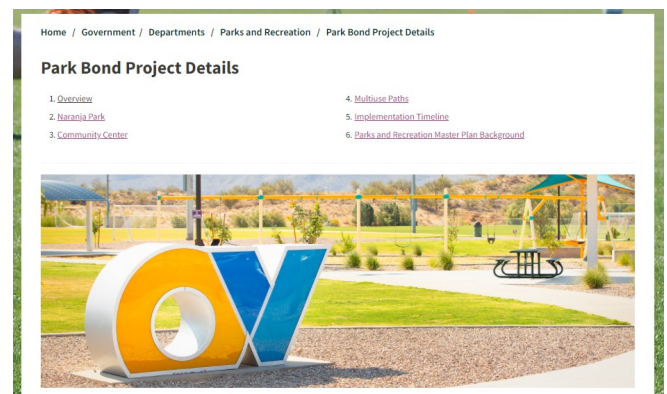 Home / Government / Departments / Parks and Recreation / Park Bond Project Details
Park Bond Project Details
1. Overview
2. Naranja Park
3. Community Center
4. Multiuse Paths
5. Implementation Timeline
6. Parks and Recreation Master Plan Background
OV